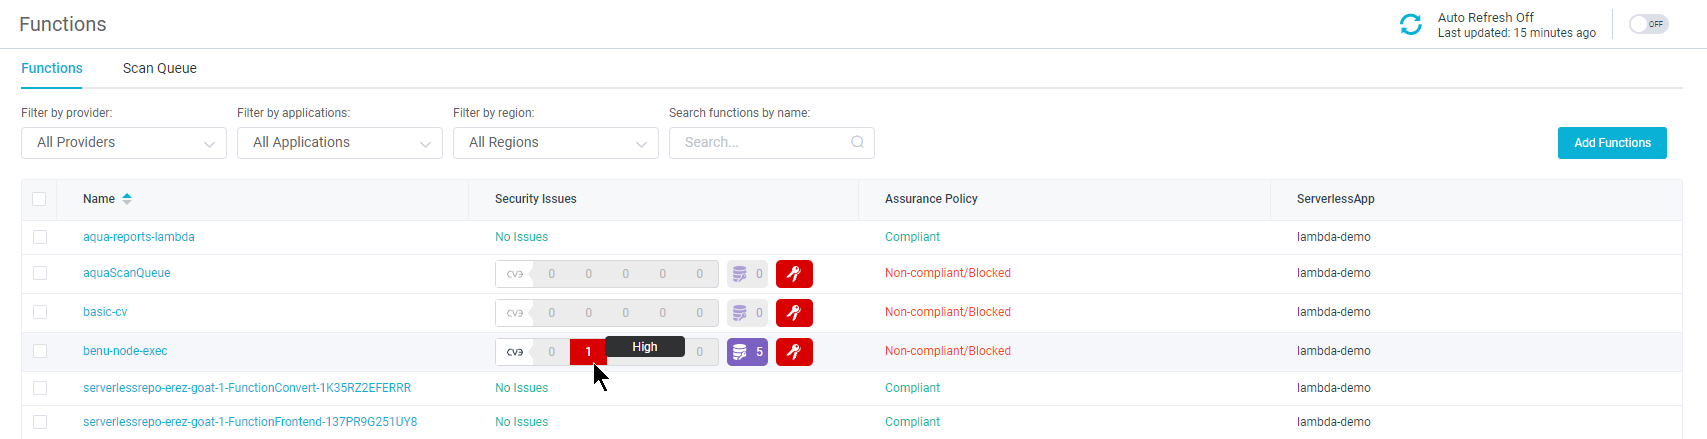 Functions
Auto Refresh Off
Last updated: 15 minutes ago
OFF
Functions Scan Queue
Filter by provider: Filter by applications: Filter by region: Search functions by name:
All Providers All Applications All Regions Search... Add Functions
Name Security Issues Assurance Policy ServerlessApp
aqua-reports-lambda No Issues Compliant lambda-demo
aquaScanQueue CVE 0 0 0 0 0 0 Non-compliant/Blocked lambda-demo
basic-cv CVE 0 0 0 0 0 0 Non-compliant/Blocked lambda-demo
benu-node-exec CVE 0 1 High 0 5 Non-compliant/Blocked lambda-demo
serverlessrepo-erez-goat-1-FunctionConvert-1K35RZ2EFERRR No Issues Compliant lambda-demo
serverlessrepo-erez-goat-1-FunctionFrontend-137PR9G251UY8 No Issues Compliant lambda-demo